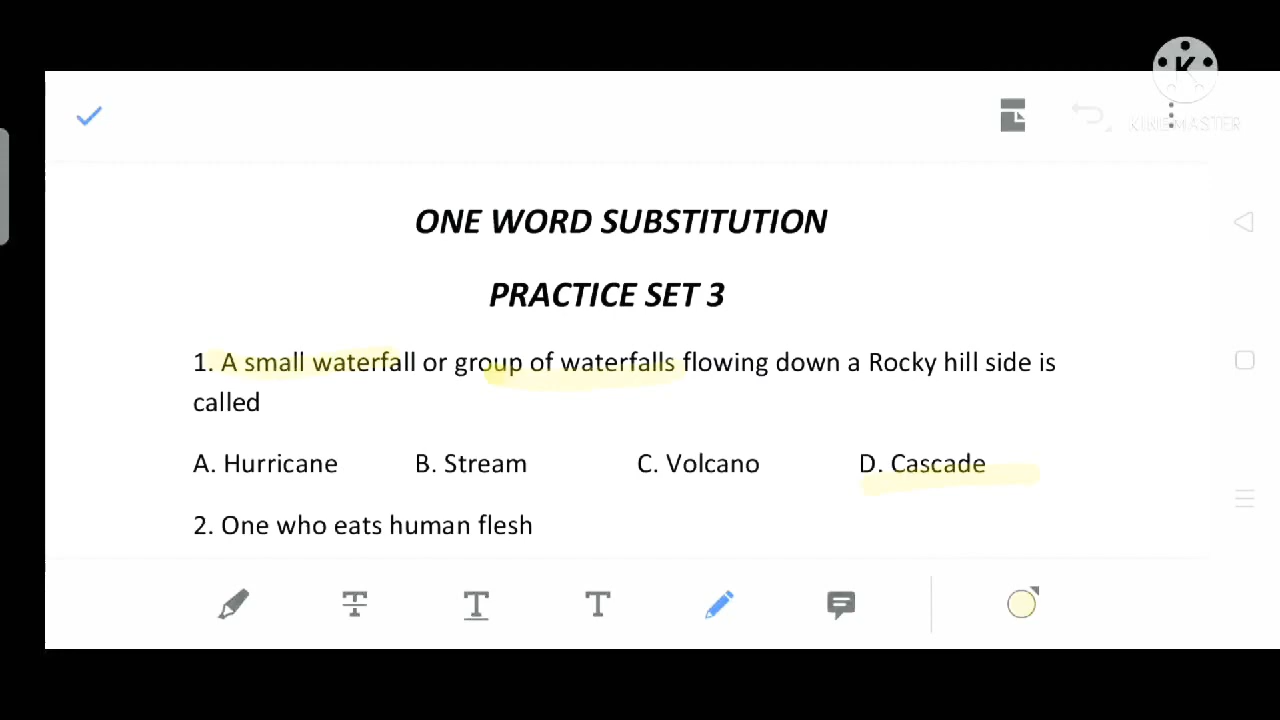 K
KINEMASTER
ONE WORD SUBSTITUTION
PRACTICE SET 3
1. A small waterfall or group of waterfalls flowing down a Rocky hill side is
called
A. Hurricane B. Stream C. Volcano D. Cascade
2. One who eats human flesh
T T T